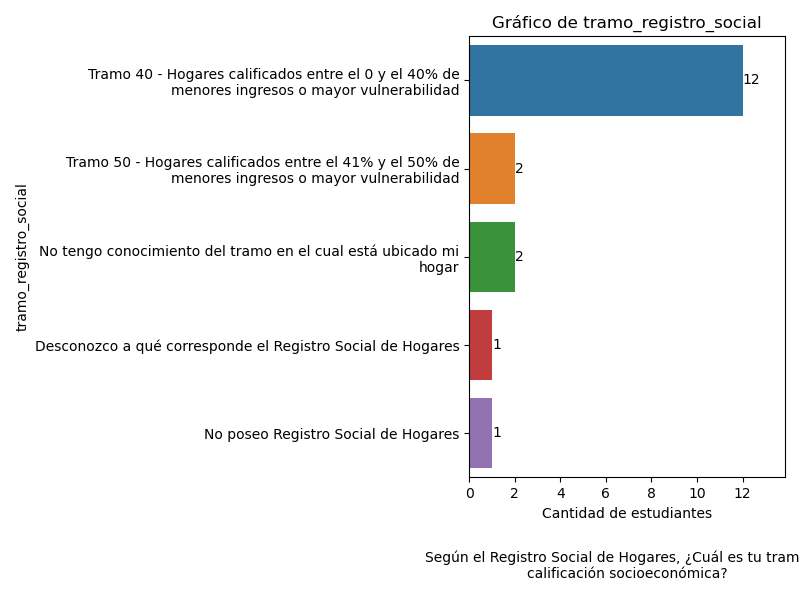 Gráfico de tramo_registro_social
tramo_registro_social
Tramo 40 - Hogares calificados entre el 0 y el 40% de
menores ingresos o mayor vulnerabilidad
12
Tramo 50 - Hogares calificados entre el 41% y el 50% de
menores ingresos o mayor vulnerabilidad
2
No tengo conocimiento del tramo en el cual está ubicado mi
hogar
2
Desconozco a qué corresponde el Registro Social de Hogares
1
No poseo Registro Social de Hogares
1
0 2 4 6 8 10 12
Cantidad de estudiantes
Según el Registro Social de Hogares, ¿Cuál es tu tram
calificación socioeconómica?